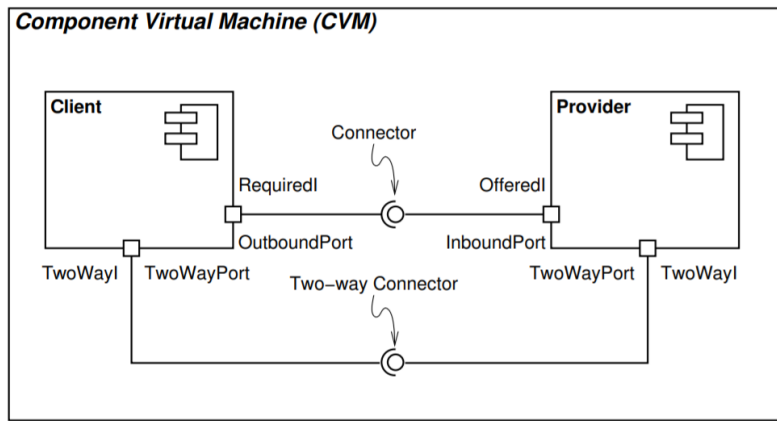 Component Virtual Machine (CVM)
Client
Provider
Connector
RequiredI
OfferedI
OutboundPort
InboundPort
TwoWayI
TwoWayPort
TwoWayPort
TwoWayI
Two−way Connector